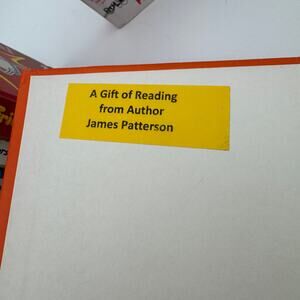 A Gift of Reading
from Author
James Patterson